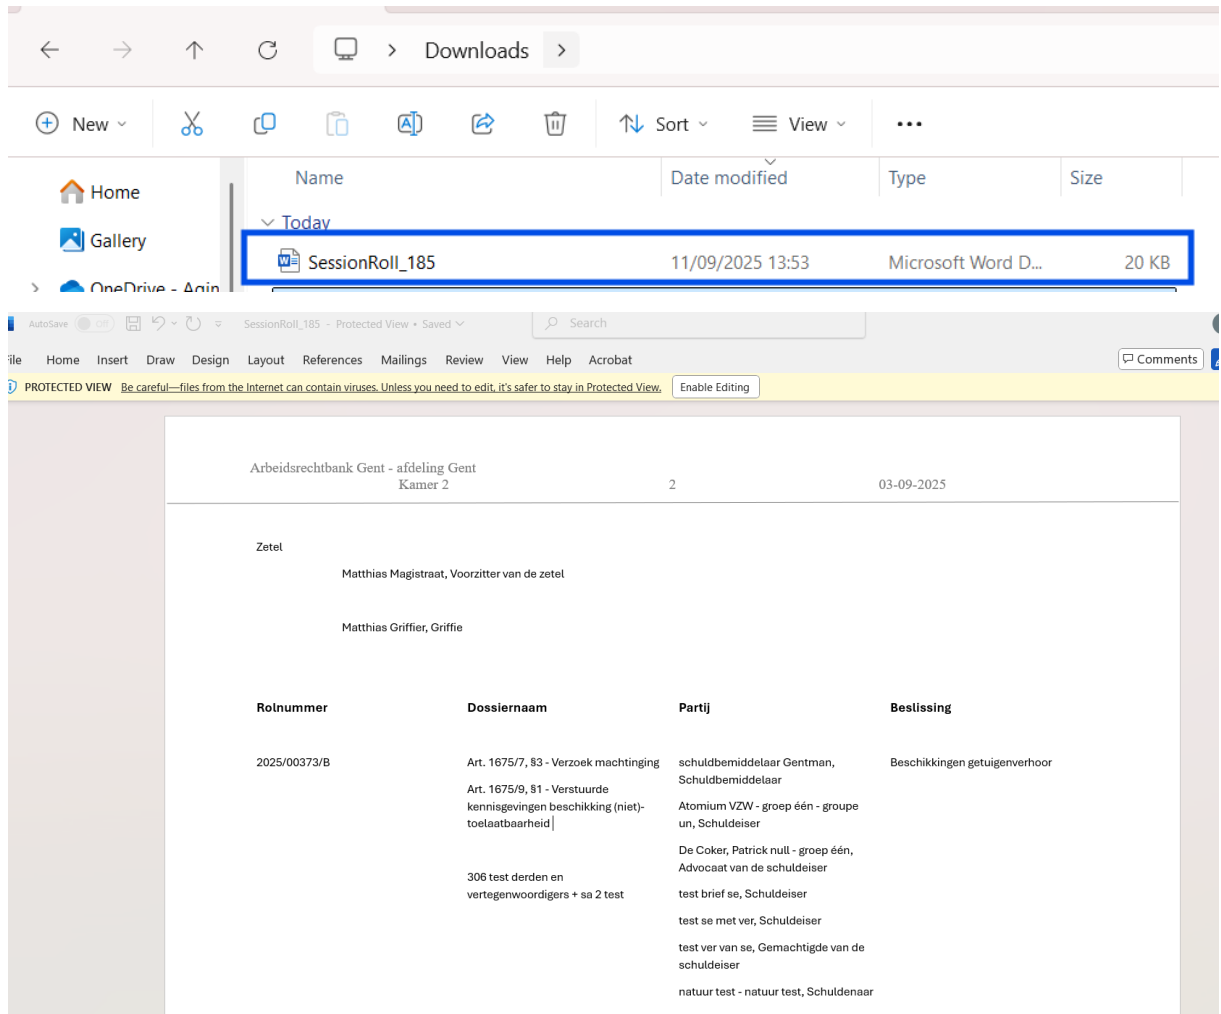 Downloads
New
Sort
View
Name Date modified Type Size
Home
Today
Gallery
SessionRoll_185 11/09/2025 13:53 Microsoft Word D... 20 KB
OneDrive -
AutoSave Off SessionRoll_185 - Protected View • Saved Search
File Home Insert Draw Design Layout References Mailings Review View Help Acrobat Comments
PROTECTED VIEW Be careful—files from the Internet can contain viruses. Unless you need to edit, it's safer to stay in Protected View. Enable Editing
Arbeidsrechtbank Gent - afdeling Gent
Kamer 2 2 03-09-2025
Zetel
Matthias Magistraat, Voorzitter van de zetel
Matthias Griffier, Griffie
Rolnummer Dossiernaam Partij Beslissing
2025/00373/B Art. 1675/7, §3 - Verzoek machtinging schuldbemiddelaar Gentman, Beschikkingen getuigenverhoor
Schuldbemiddelaar
Art. 1675/9, §1 - Verstuurde
kennisgevingen beschikking (niet)-
toelaatbaarheid
Atomium VZW - groep één - groupe
un, Schuldeiser
De Coker, Patrick null - groep één,
Advocaat van de schuldeiser
306 test derden en
vertegenwoordigers + sa 2 test
test brief se, Schuldeiser
test se met ver, Schuldeiser
test ver van se, Gemachtigde van de
schuldeiser
natuur test - natuur test, Schuldenaar